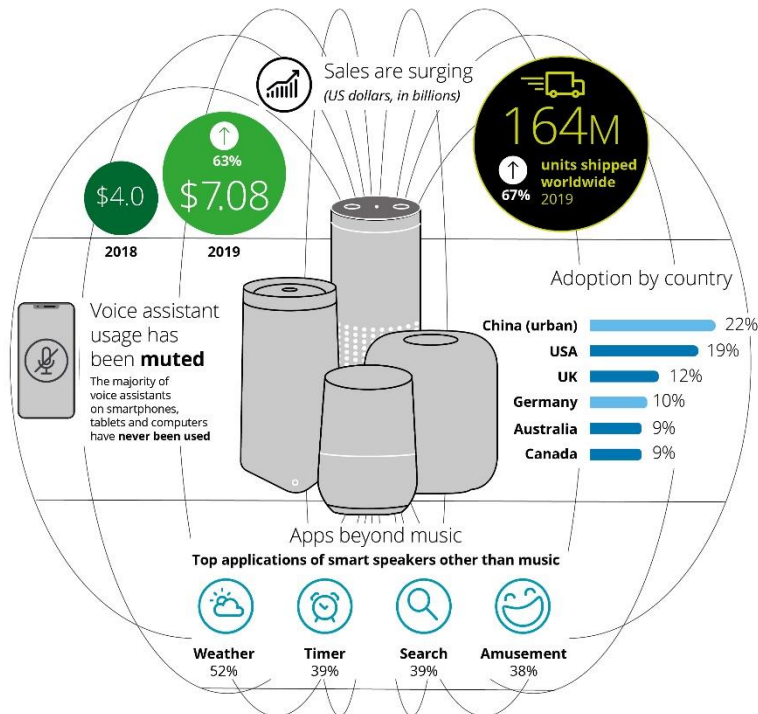 Sales are surging
(US dollars, in billions)
63%
$4.0
$7.08
2018
2019
164M
67%
units shipped
worldwide
2019
Voice assistant
usage has
been muted
The majority of
voice assistants
on smartphones,
tablets and computers
have never been used
Adoption by country
China (urban) 22%
USA 19%
UK 12%
Germany 10%
Australia 9%
Canada 9%
Apps beyond music
Top applications of smart speakers other than music
Weather
52%
Timer
39%
Search
39%
Amusement
38%